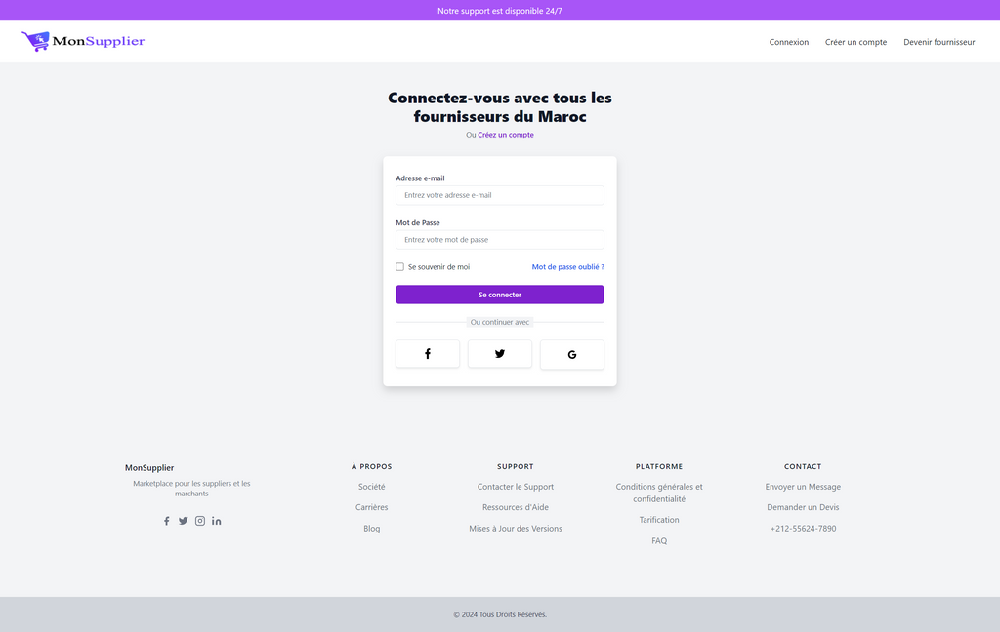 Notre support est disponible 24/7
MonSupplier
Connexion
Créer un compte
Devenir fournisseur
Connectez-vous avec tous les
fournisseurs du Maroc
Ou Créez un compte
Adresse e-mail
Entrez votre adresse e-mail
Mot de Passe
Entrez votre mot de passe
Se souvenir de moi
Mot de passe oublié ?
Se connecter
Ou continuer avec
MonSupplier
Marketplace pour les suppliers et les
marchants
À PROPOS
Société
Carrières
Blog
SUPPORT
Contacter le Support
Ressources d'Aide
Mises à Jour des Versions
PLATFORME
Conditions générales et
confidentialité
Tarification
FAQ
CONTACT
Envoyer un Message
Demander un Devis
+212-55624-7890
© 2024 Tous Droits Réservés.